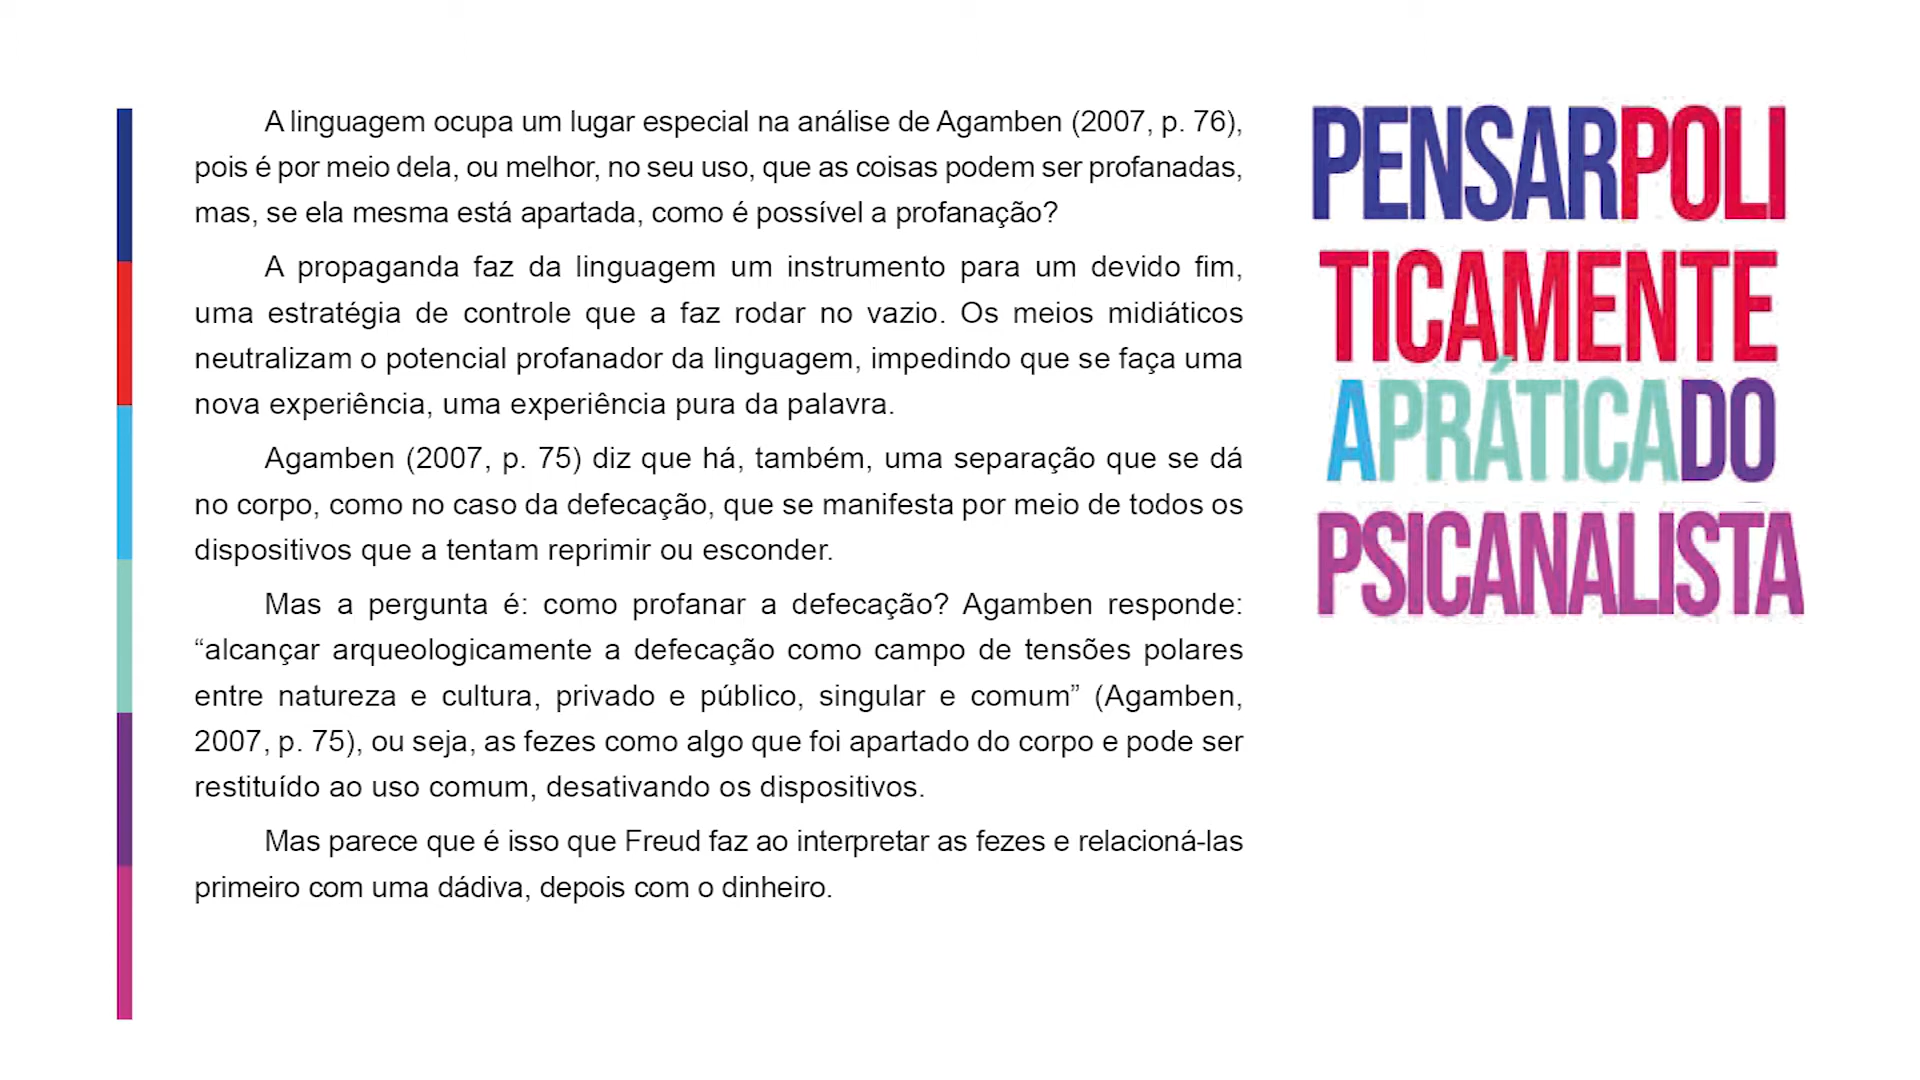 A linguagem ocupa um lugar especial na análise de Agamben (2007, p. 76),
pois é por meio dela, ou melhor, no seu uso, que as coisas podem ser profanadas,
mas, se ela mesma está apartada, como é possível a profanação?
A propaganda faz da linguagem um instrumento para um devido fim,
uma estratégia de controle que a faz rodar no vazio. Os meios midiáticos
neutralizam o potencial profanador da linguagem, impedindo que se faça uma
nova experiência, uma experiência pura da palavra.
Agamben (2007, p. 75) diz que há, também, uma separação que se dá
no corpo, como no caso da defecação, que se manifesta por meio de todos os
dispositivos que a tentam reprimir ou esconder.
Mas a pergunta é: como profanar a defecação? Agamben responde:
“alcançar arqueologicamente a defecação como campo de tensões polares
entre natureza e cultura, privado e público, singular e comum” (Agamben,
2007, p. 75), ou seja, as fezes como algo que foi apartado do corpo e pode ser
restituído ao uso comum, desativando os dispositivos.
Mas parece que é isso que Freud faz ao interpretar as fezes e relacioná-las
primeiro com uma dádiva, depois com o dinheiro.
PENSARPOLI
TICAMENTE
APRÁTICADO
PSICANALISTA